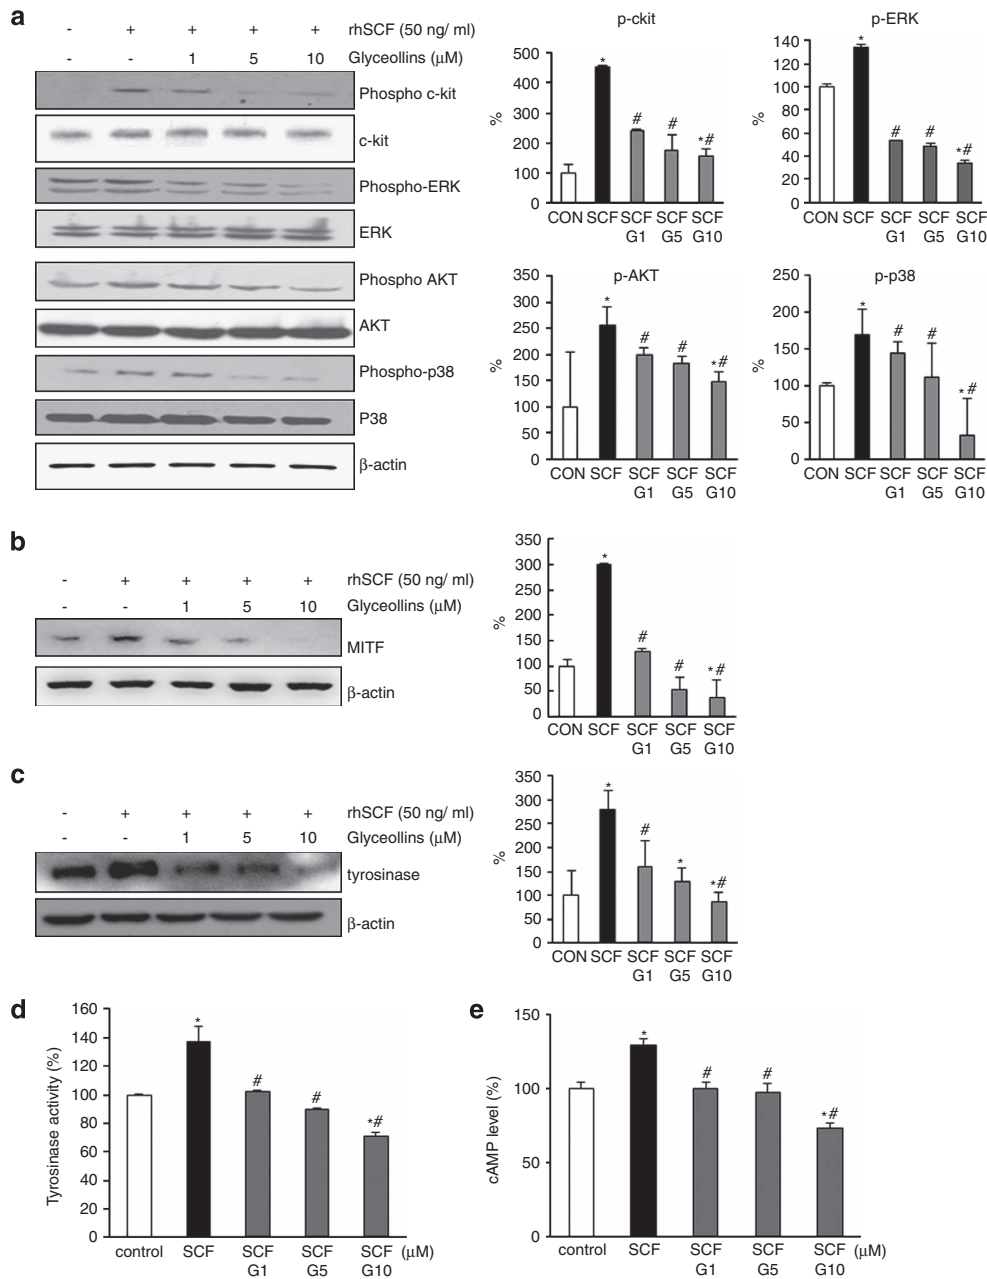 a
- + + + + rhSCF (50 ng/ ml)
- - 1 5 10 Glyceollins (μM)
Phospho c-kit
c-kit
Phospho-ERK
ERK
Phospho AKT
AKT
Phospho-p38
P38
β-actin
p-ckit
%
500
400
300
200
100
0
* # # *#
CON SCF SCF SCF SCF
G1 G5 G10
p-ERK
%
140
120
100
80
60
40
20
0
* # # *#
CON SCF SCF SCF SCF
G1 G5 G10
p-AKT
%
350
300
250
200
150
100
50
0
* # # *#
CON SCF SCF SCF SCF
G1 G5 G10
p-p38
%
250
200
150
100
50
0
* # # *#
CON SCF SCF SCF SCF
G1 G5 G10
b
- + + + + rhSCF (50 ng/ ml)
- - 1 5 10 Glyceollins (μM)
MITF
β-actin
%
350
300
250
200
150
100
50
0
* # # *#
CON SCF SCF SCF SCF
G1 G5 G10
c
- + + + + rhSCF (50 ng/ ml)
- - 1 5 10 Glyceollins (μM)
tyrosinase
β-actin
%
350
300
250
200
150
100
50
0
* # * *#
CON SCF SCF SCF SCF
G1 G5 G10
d
Tyrosinase activity (%)
160
140
120
100
80
60
40
20
0
* # # *#
control SCF SCF SCF SCF (μM)
G1 G5 G10
e
cAMP level (%)
150
100
50
0
* # # *#
control SCF SCF SCF SCF (μM)
G1 G5 G10